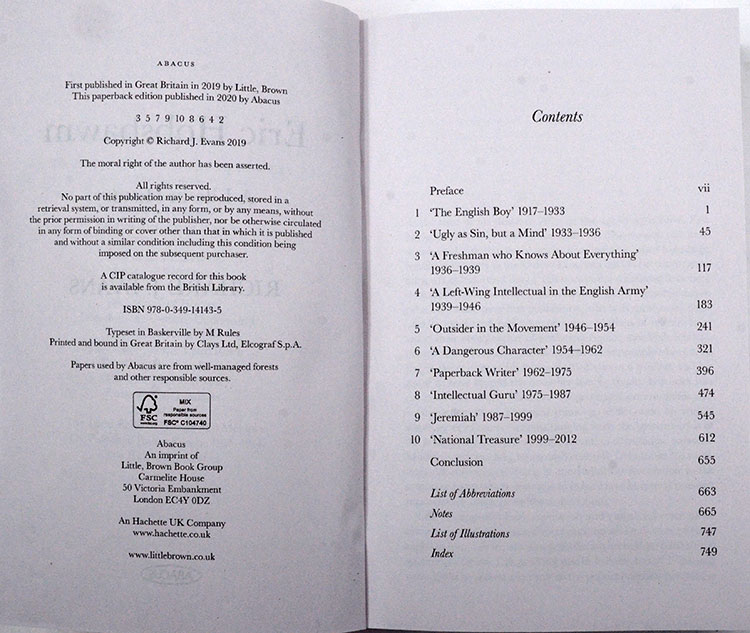 ABACUS
First published in Great Britain in 2019 by Little, Brown
This paperback edition published in 2020 by Abacus
3 5 7 9 10 8 6 4 2
Copyright © Richard J. Evans 2019
The moral right of the author has been asserted.
All rights reserved.
No part of this publication may be reproduced, stored in a
retrieval system, or transmitted, in any form, or by any means, without
the prior permission in writing of the publisher, nor be otherwise circulated
in any form of binding or cover other than that in which it is published
and without a similar condition including this condition being
imposed on the subsequent purchaser.
A CIP catalogue record for this book
is available from the British Library.
ISBN 978-0-349-14143-5
Typeset in Baskerville by M Rules
Printed and bound in Great Britain by Clays Ltd, Elcograf S.p.A.
Papers used by Abacus are from well-managed forests
and other responsible sources.
FSC
www.fsc.org
MIX
Paper from
responsible sources
FSC® C104740
Abacus
An imprint of
Little, Brown Book Group
Carmelite House
50 Victoria Embankment
London EC4Y 0DZ
An Hachette UK Company
www.hachette.co.uk
www.littlebrown.co.uk
Contents
Preface vii
1 ‘The English Boy’ 1917–1933 1
2 ‘Ugly as Sin, but a Mind’ 1933–1936 45
3 ‘A Freshman who Knows About Everything’
1936–1939 117
4 ‘A Left-Wing Intellectual in the English Army’
1939–1946 183
5 ‘Outsider in the Movement’ 1946–1954 241
6 ‘A Dangerous Character’ 1954–1962 321
7 ‘Paperback Writer’ 1962–1975 396
8 ‘Intellectual Guru’ 1975–1987 474
9 ‘Jeremiah’ 1987–1999 545
10 ‘National Treasure’ 1999–2012 612
Conclusion 655
List of Abbreviations 663
Notes 665
List of Illustrations 747
Index 749